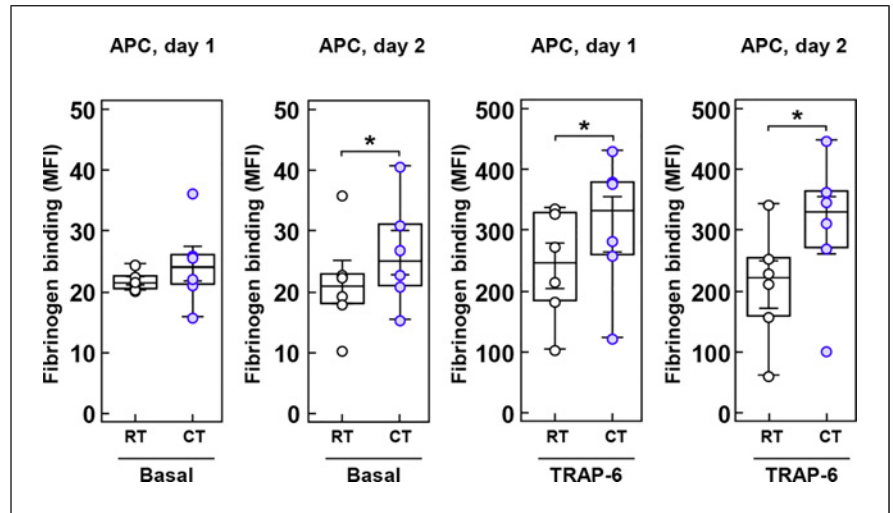 APC, day 1
APC, day 2
APC, day 1
APC, day 2
Fibrinogen binding (MFI)
50
40
30
20
10
0
RT CT
Basal
Fibrinogen binding (MFI)
50
40
30
20
10
0
*
RT CT
Basal
Fibrinogen binding (MFI)
500
400
300
200
100
0
*
RT CT
TRAP-6
Fibrinogen binding (MFI)
500
400
300
200
100
0
*
RT CT
TRAP-6